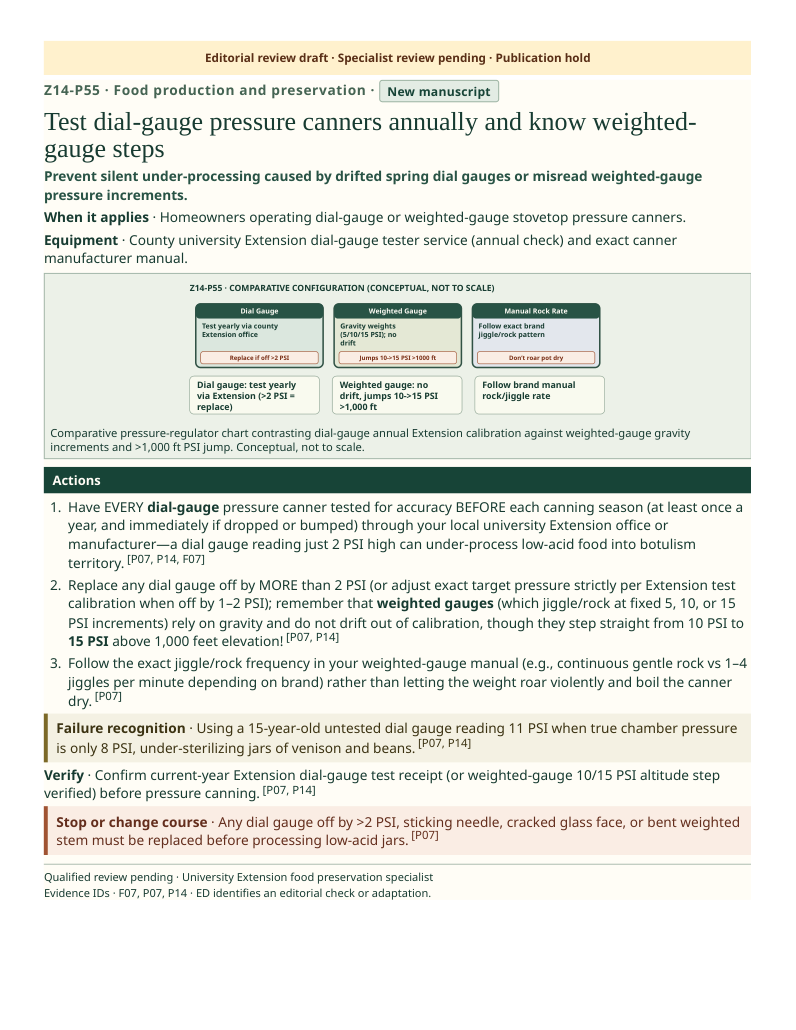 Editorial review draft · Specialist review pending · Publication hold
Z14-P55 · Food production and preservation · New manuscript
Test dial-gauge pressure canners annually and know weighted-
gauge steps
Prevent silent under-processing caused by drifted spring dial gauges or misread weighted-gauge
pressure increments.
When it applies · Homeowners operating dial-gauge or weighted-gauge stovetop pressure canners.
Equipment · County university Extension dial-gauge tester service (annual check) and exact canner
manufacturer manual.
Z14-P55 · COMPARATIVE CONFIGURATION (CONCEPTUAL, NOT TO SCALE)
Dial Gauge
Test yearly via county
Extension office
Replace if off >2 PSI
Weighted Gauge
Gravity weights
(5/10/15 PSI); no
drift
Jumps 10->15 PSI >1000 ft
Manual Rock Rate
Follow exact brand
jiggle/rock pattern
Don't roar pot dry
Dial gauge: test yearly
via Extension (>2 PSI =
replace)
Weighted gauge: no
drift, jumps 10->15 PSI
>1,000 ft
Follow brand manual
rock/jiggle rate
Comparative pressure-regulator chart contrasting dial-gauge annual Extension calibration against weighted-gauge gravity
increments and >1,000 ft PSI jump. Conceptual, not to scale.
Actions
1. Have EVERY dial-gauge pressure canner tested for accuracy BEFORE each canning season (at least once a
year, and immediately if dropped or bumped) through your local university Extension office or
manufacturer—a dial gauge reading just 2 PSI high can under-process low-acid food into botulism
territory. [P07, P14, F07]
2. Replace any dial gauge off by MORE than 2 PSI (or adjust exact target pressure strictly per Extension test
calibration when off by 1–2 PSI); remember that weighted gauges (which jiggle/rock at fixed 5, 10, or 15
PSI increments) rely on gravity and do not drift out of calibration, though they step straight from 10 PSI to
15 PSI above 1,000 feet elevation! [P07, P14]
3. Follow the exact jiggle/rock frequency in your weighted-gauge manual (e.g., continuous gentle rock vs 1–4
jiggles per minute depending on brand) rather than letting the weight roar violently and boil the canner
dry. [P07]
Failure recognition · Using a 15-year-old untested dial gauge reading 11 PSI when true chamber pressure
is only 8 PSI, under-sterilizing jars of venison and beans. [P07, P14]
Verify · Confirm current-year Extension dial-gauge test receipt (or weighted-gauge 10/15 PSI altitude step
verified) before pressure canning. [P07, P14]
Stop or change course · Any dial gauge off by >2 PSI, sticking needle, cracked glass face, or bent weighted
stem must be replaced before processing low-acid jars. [P07]
Qualified review pending · University Extension food preservation specialist
Evidence IDs · F07, P07, P14 · ED identifies an editorial check or adaptation.